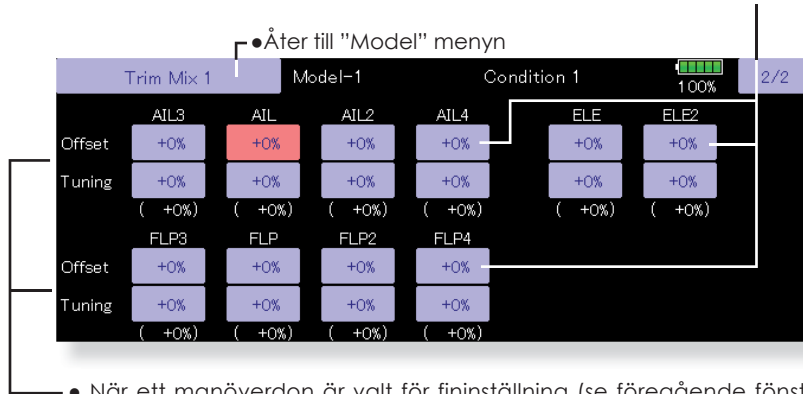 ●Åter till ”Model” menyn
Trim Mix 1 Model-1 Condition 1 100% 2/2
AIL3 AIL AIL2 AIL4 ELE ELE2
Offset +0% +0% +0% +0% +0% +0%
Tuning +0% +0% +0% +0% +0% +0%
( +0%) ( +0%) ( +0%) ( +0%) ( +0%) ( +0%)
FLP3 FLP FLP2 FLP4
Offset +0% +0% +0% +0%
Tuning +0% +0% +0% +0%
( +0%) ( +0%) ( +0%) ( +0%)
● När ett manöverdon är valt för fininställning (se föregående fönst